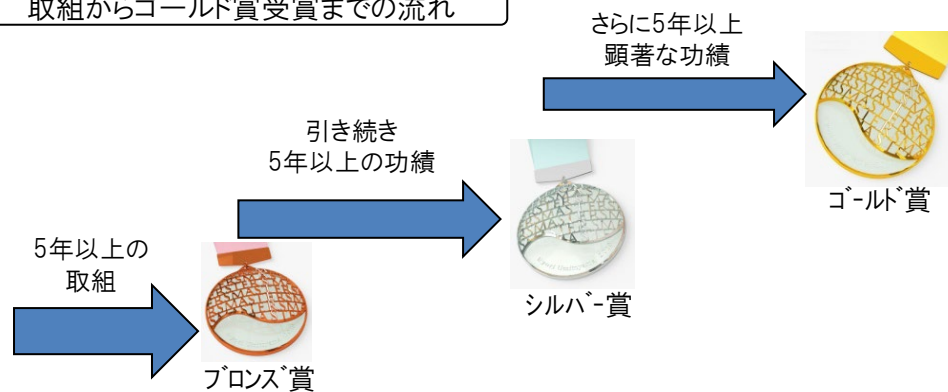 取組からゴールド賞受賞までの流れ
さらに5年以上
顕著な功績
引き続き
5年以上の功績
ゴールド賞
5年以上の
取組
シルバー賞
ブロンズ賞